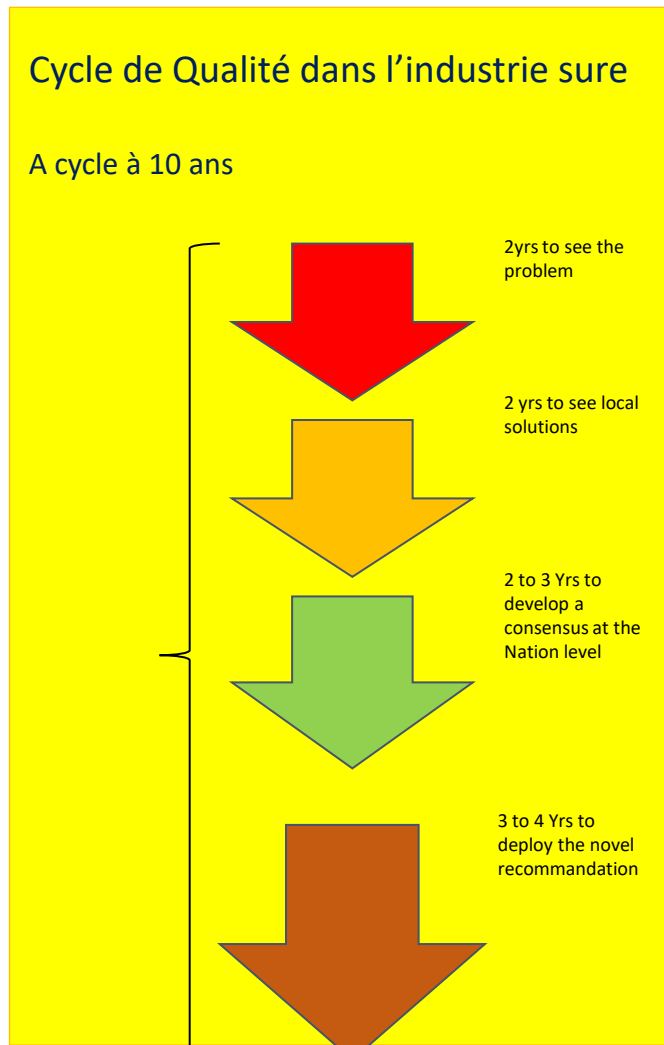 Cycle de Qualité dans l’industrie sure
A cycle à 10 ans
2yrs to see the
problem
2 yrs to see local
solutions
2 to 3 Yrs to
develop a
consensus at the
Nation level
3 to 4 Yrs to
deploy the novel
recommandation